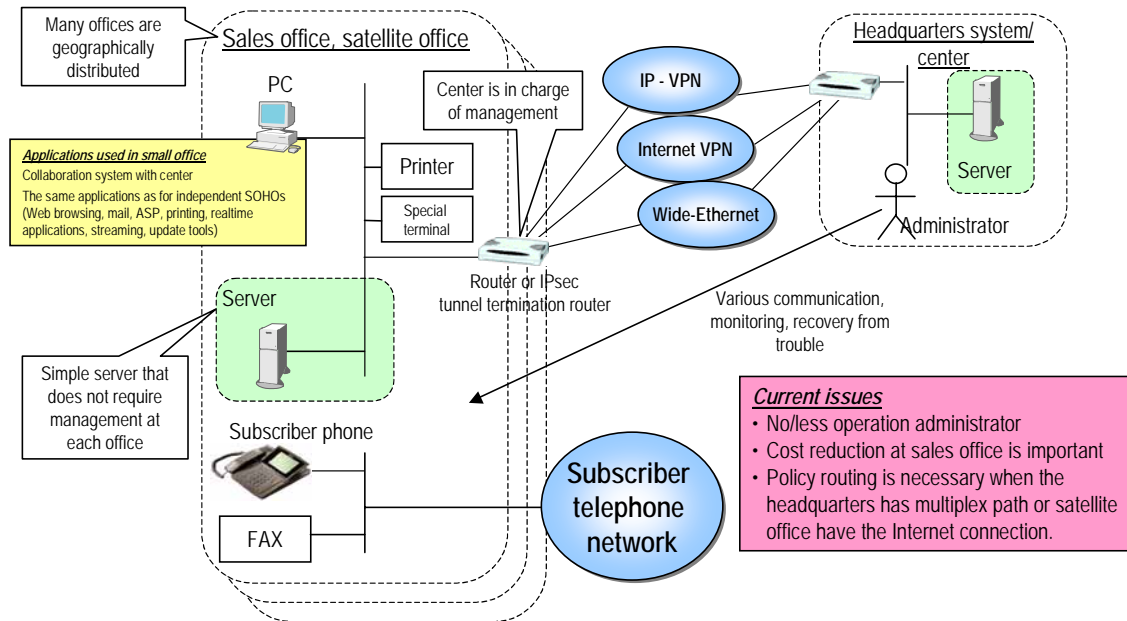 Many offices are
geographically
distributed
Sales office, satellite office
PC
Applications used in small office
Collaboration system with center
The same applications as for independent SOHOs
(Web browsing, mail, ASP, printing, realtime
applications, streaming, update tools)
Printer
Special
terminal
Server
Simple server that
does not require
management at
each office
Subscriber phone
FAX
Center is in charge
of management
Router or IPsec
tunnel termination router
IP - VPN
Internet VPN
Wide-Ethernet
Headquarters system/
center
Server
Administrator
Various communication,
monitoring, recovery from
trouble
Subscriber
telephone
network
Current issues
• No/less operation administrator
• Cost reduction at sales office is important
• Policy routing is necessary when the
headquarters has multiplex path or satellite
office have the Internet connection.